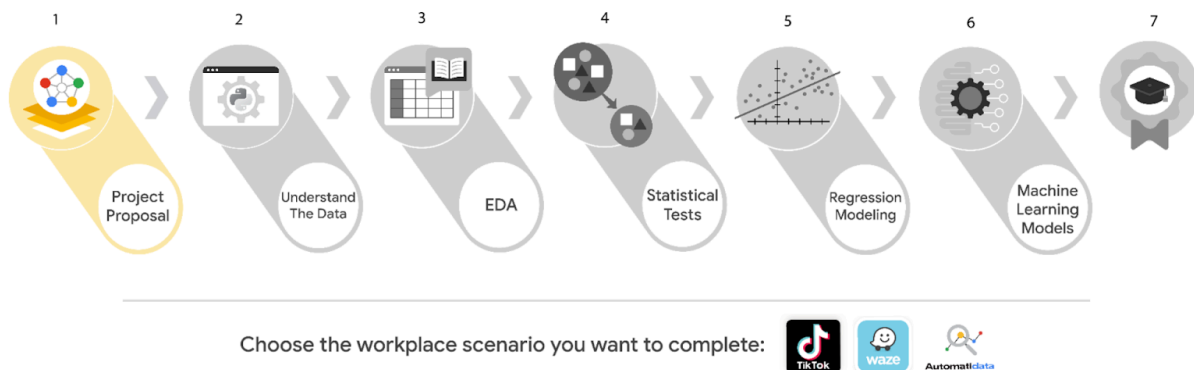 1
2
3
4
5
6
7
Project
Proposal
Understand
The Data
EDA
Statistical
Tests
Regression
Modeling
Machine
Learning
Models
Choose the workplace scenario you want to complete:
TikTok
waze
Automatidata